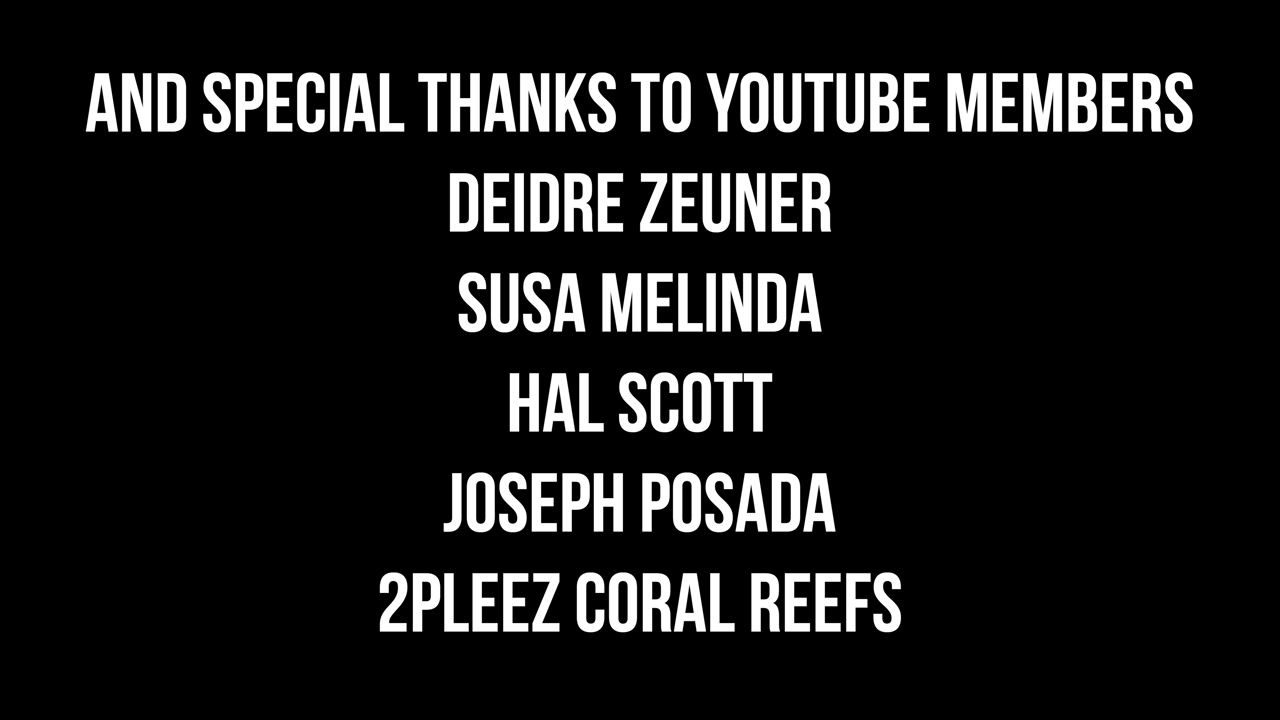 AND SPECIAL THANKS TO YOUTUBE MEMBERS
DEIDRE ZEUNER
SUSA MELINDA
HAL SCOTT
JOSEPH POSADA
2PLEEZ CORAL REEFS